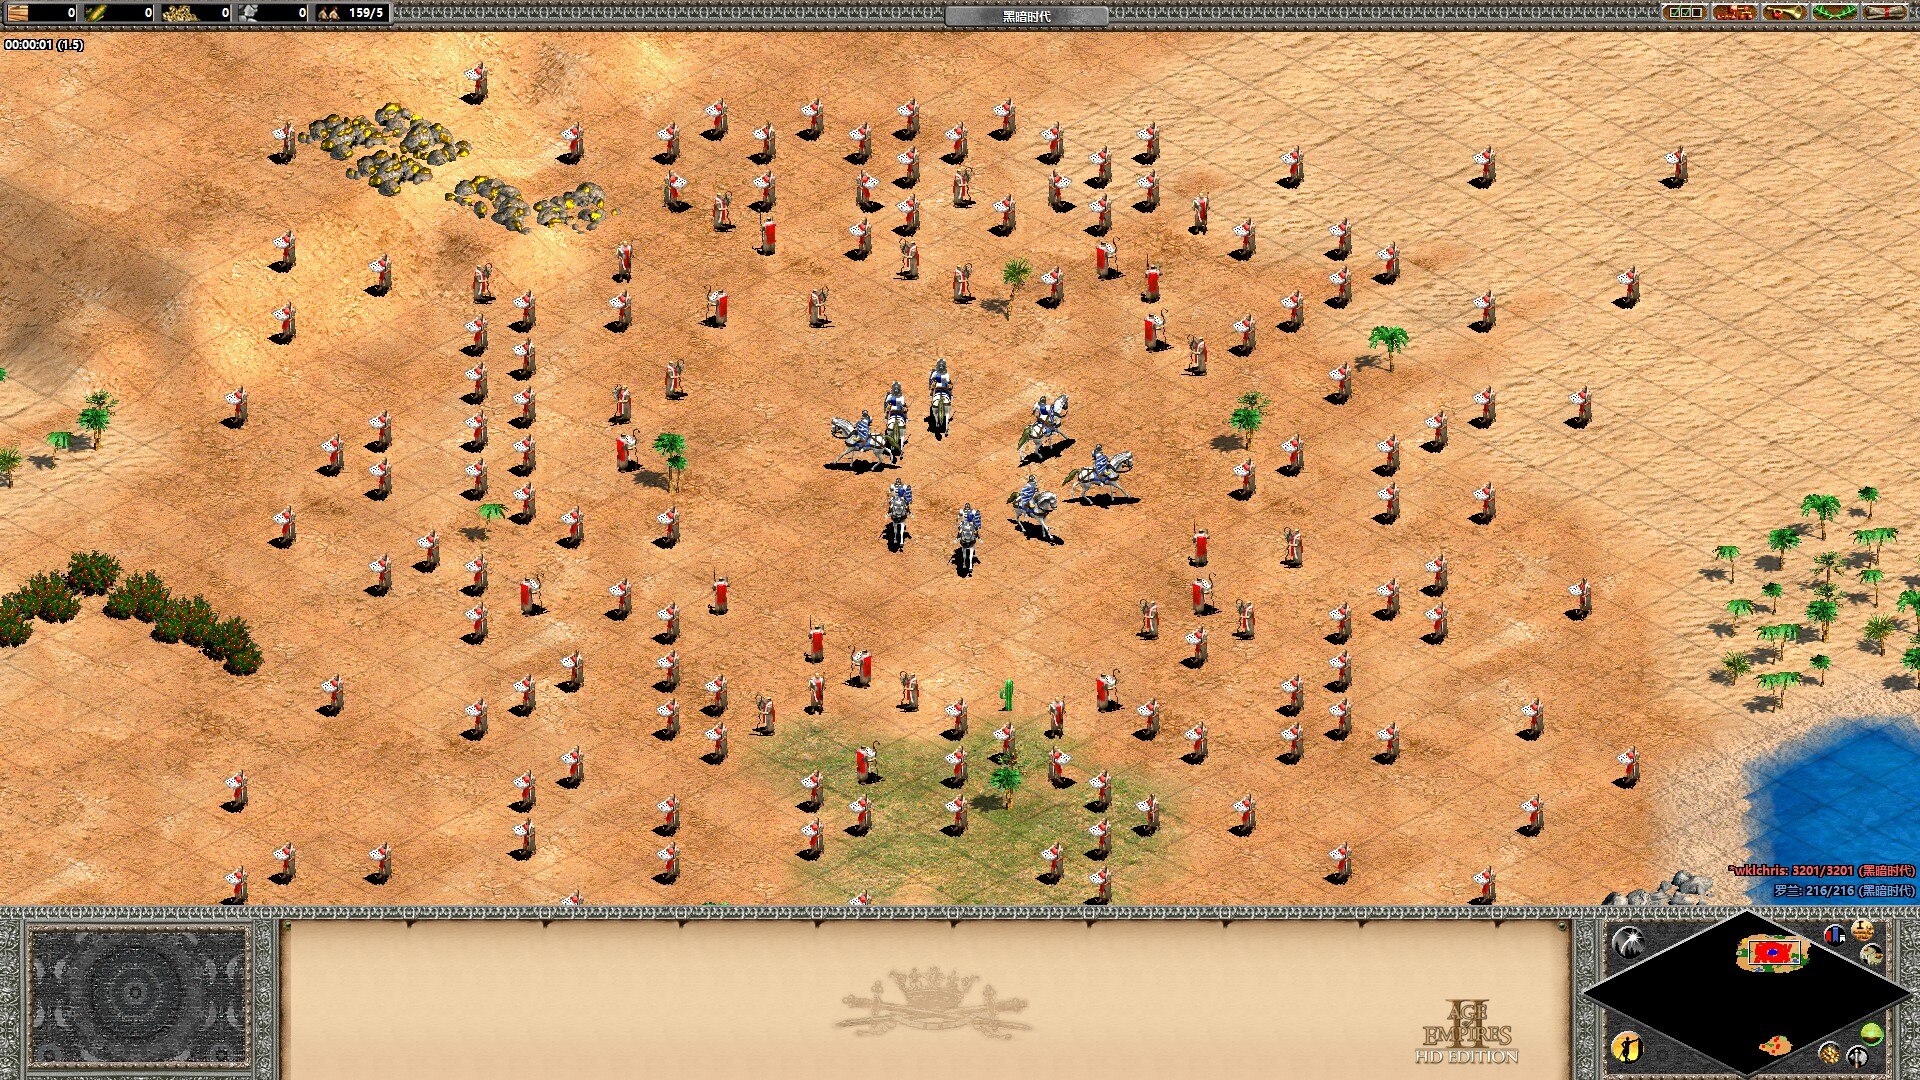 0 0 0 0 159/5
黑暗时代
00:00:01 (1.5)
*wklchris: 3201/3201 (黑暗时代)
罗兰: 216/216 (黑暗时代)
II
AGE
of
EMPIRES
HD EDITION